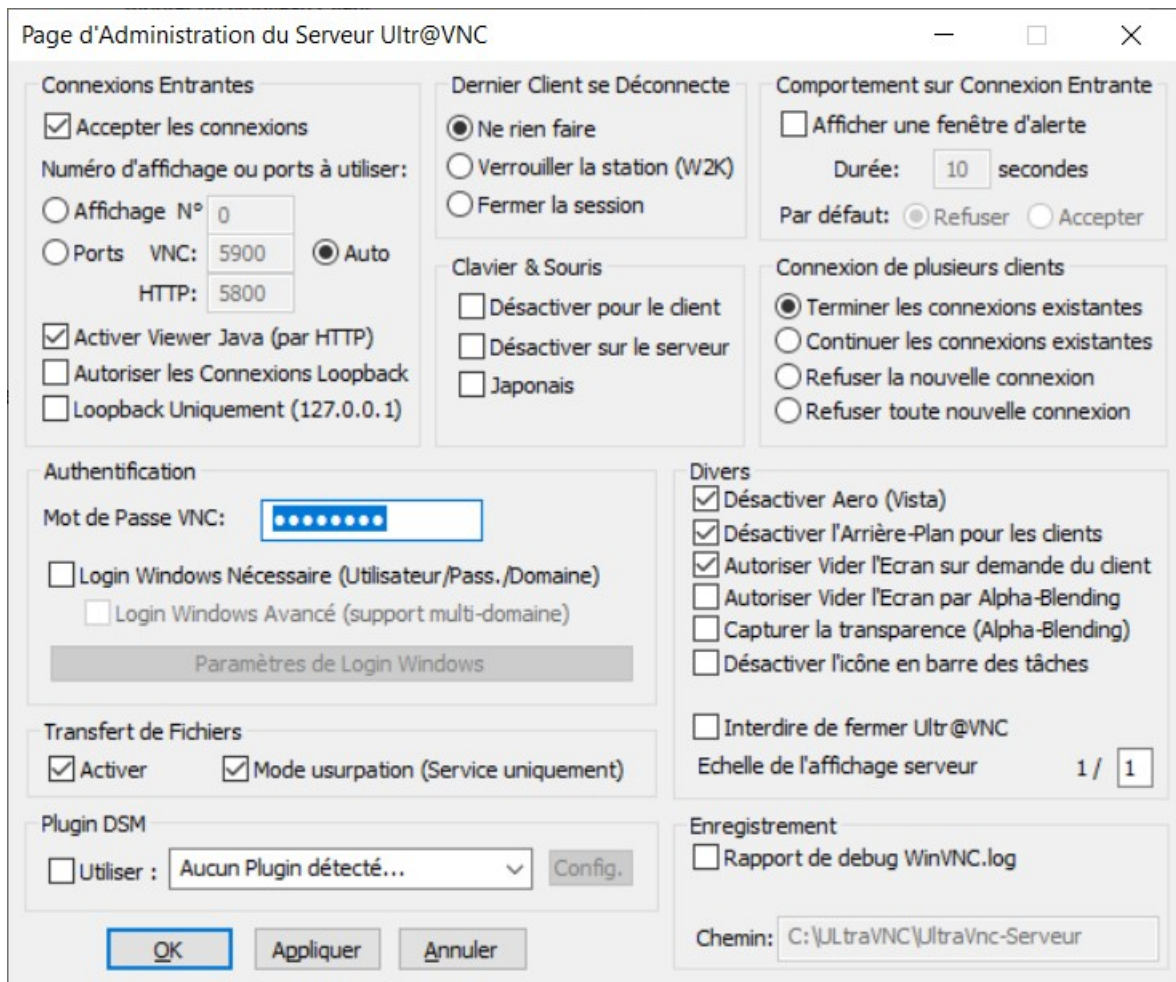 Page d'Administration du Serveur Ultr@VNC
Connexions Entrantes
Accepter les connexions
Numéro d'affichage ou ports à utiliser:
Affichage N° 0
Ports VNC: 5900 Auto
HTTP: 5800
Activer Viewer Java (par HTTP)
Autoriser les Connexions Loopback
Loopback Uniquement (127.0.0.1)
Dernier Client se Déconnecte
Ne rien faire
Verrouiller la station (W2K)
Fermer la session
Clavier & Souris
Désactiver pour le client
Désactiver sur le serveur
Japonais
Comportement sur Connexion Entrante
Afficher une fenêtre d'alerte
Durée: 10 secondes
Par défaut: Refuser Accepter
Connexion de plusieurs clients
Terminer les connexions existantes
Continuer les connexions existantes
Refuser la nouvelle connexion
Refuser toute nouvelle connexion
Authentification
Mot de Passe VNC: ●●●●●●●●
Login Windows Nécessaire (Utilisateur/Pass./Domaine)
Login Windows Avancé (support multi-domaine)
Paramètres de Login Windows
Transfert de Fichiers
Activer Mode usurpation (Service uniquement)
Plugin DSM
Utiliser : Aucun Plugin détecté... Config.
OK Appliquer Annuler
Divers
Désactiver Aero (Vista)
Désactiver l'Arrière-Plan pour les clients
Autoriser Vider l'Ecran sur demande du client
Autoriser Vider l'Ecran par Alpha-Blending
Capturer la transparence (Alpha-Blending)
Désactiver l'icône en barre des tâches
Interdire de fermer Ultr@VNC
Echelle de l'affichage serveur 1 / 1
Enregistrement
Rapport de debug WinVNC.log
Chemin: C:\ULtraVNC\UltraVnc-Serveur